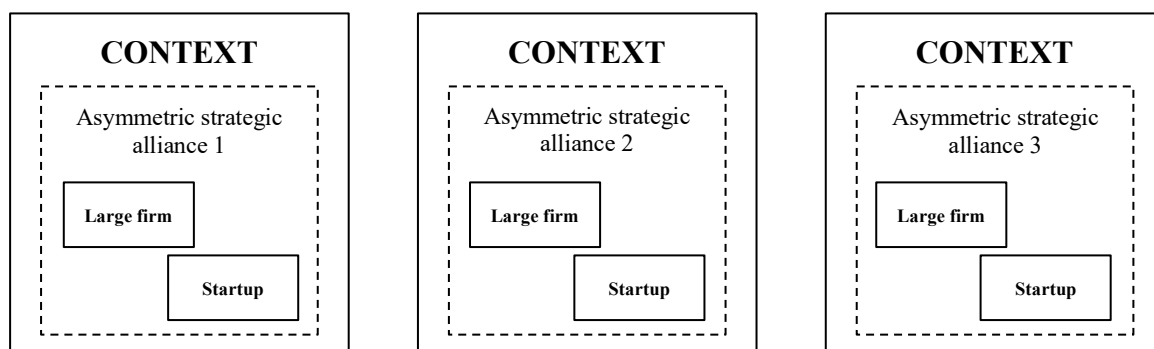 CONTEXT
Asymmetric strategic
alliance 1
Large firm
Startup
CONTEXT
Asymmetric strategic
alliance 2
Large firm
Startup
CONTEXT
Asymmetric strategic
alliance 3
Large firm
Startup